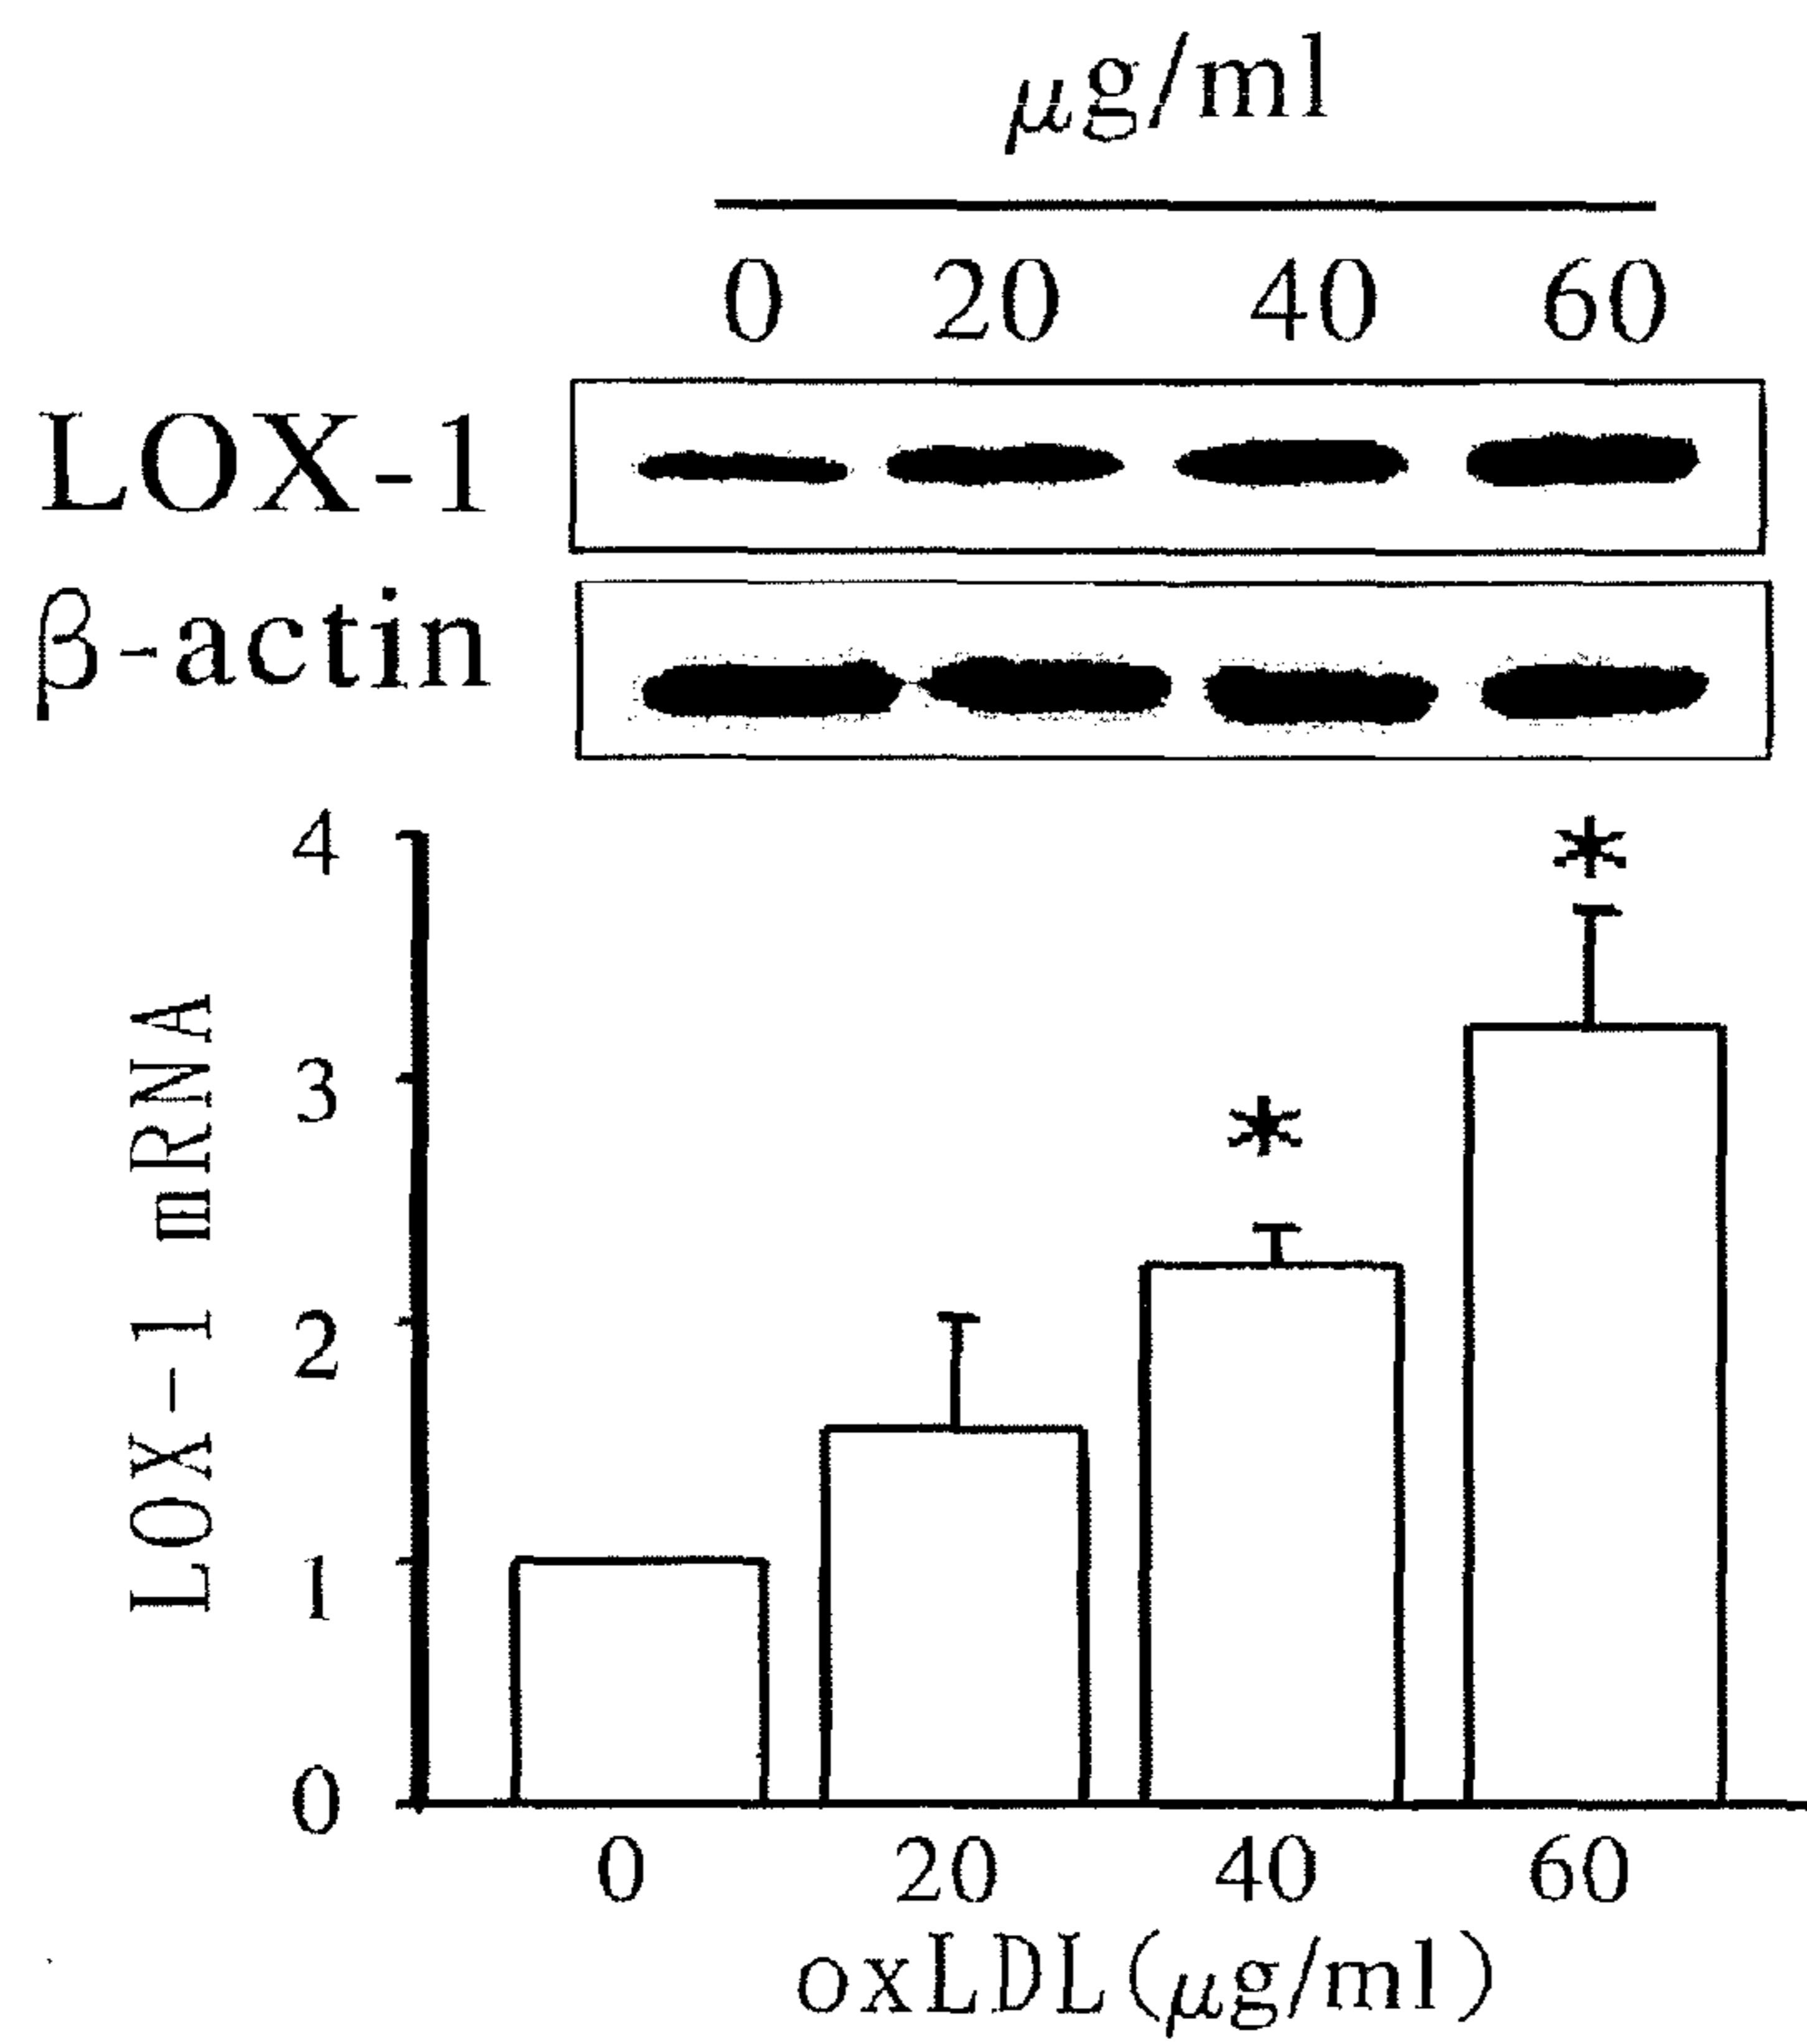 μg/ml
0 20 40 60
LOX-1
β-actin
4
*
3
*
2
1
0
LOX-1 mRNA
0 20 40 60
oxLDL(μg/ml)